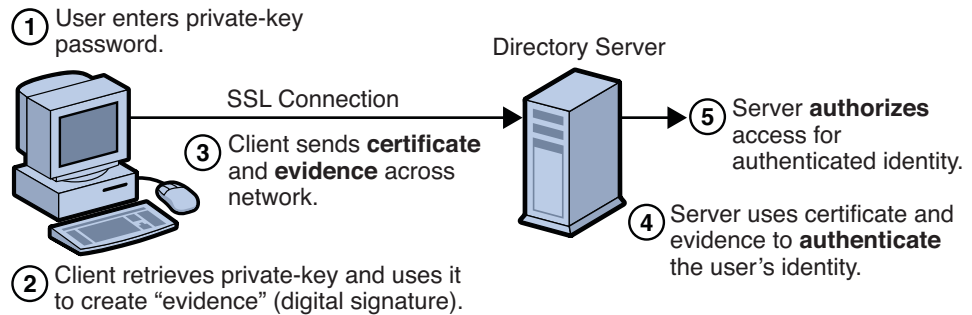 1 User enters private-key
password.
Directory Server
SSL Connection
3 Client sends certificate
and evidence across
network.
5 Server authorizes
access for
authenticated identity.
4 Server uses certificate and
evidence to authenticate
the user’s identity.
2 Client retrieves private-key and uses it
to create “evidence” (digital signature).